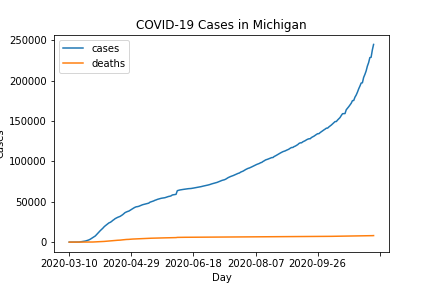 COVID-19 Cases in Michigan
250000
200000
150000
100000
50000
0
cases
deaths
cases
2020-03-10 2020-04-29 2020-06-18 2020-08-07 2020-09-26
Day